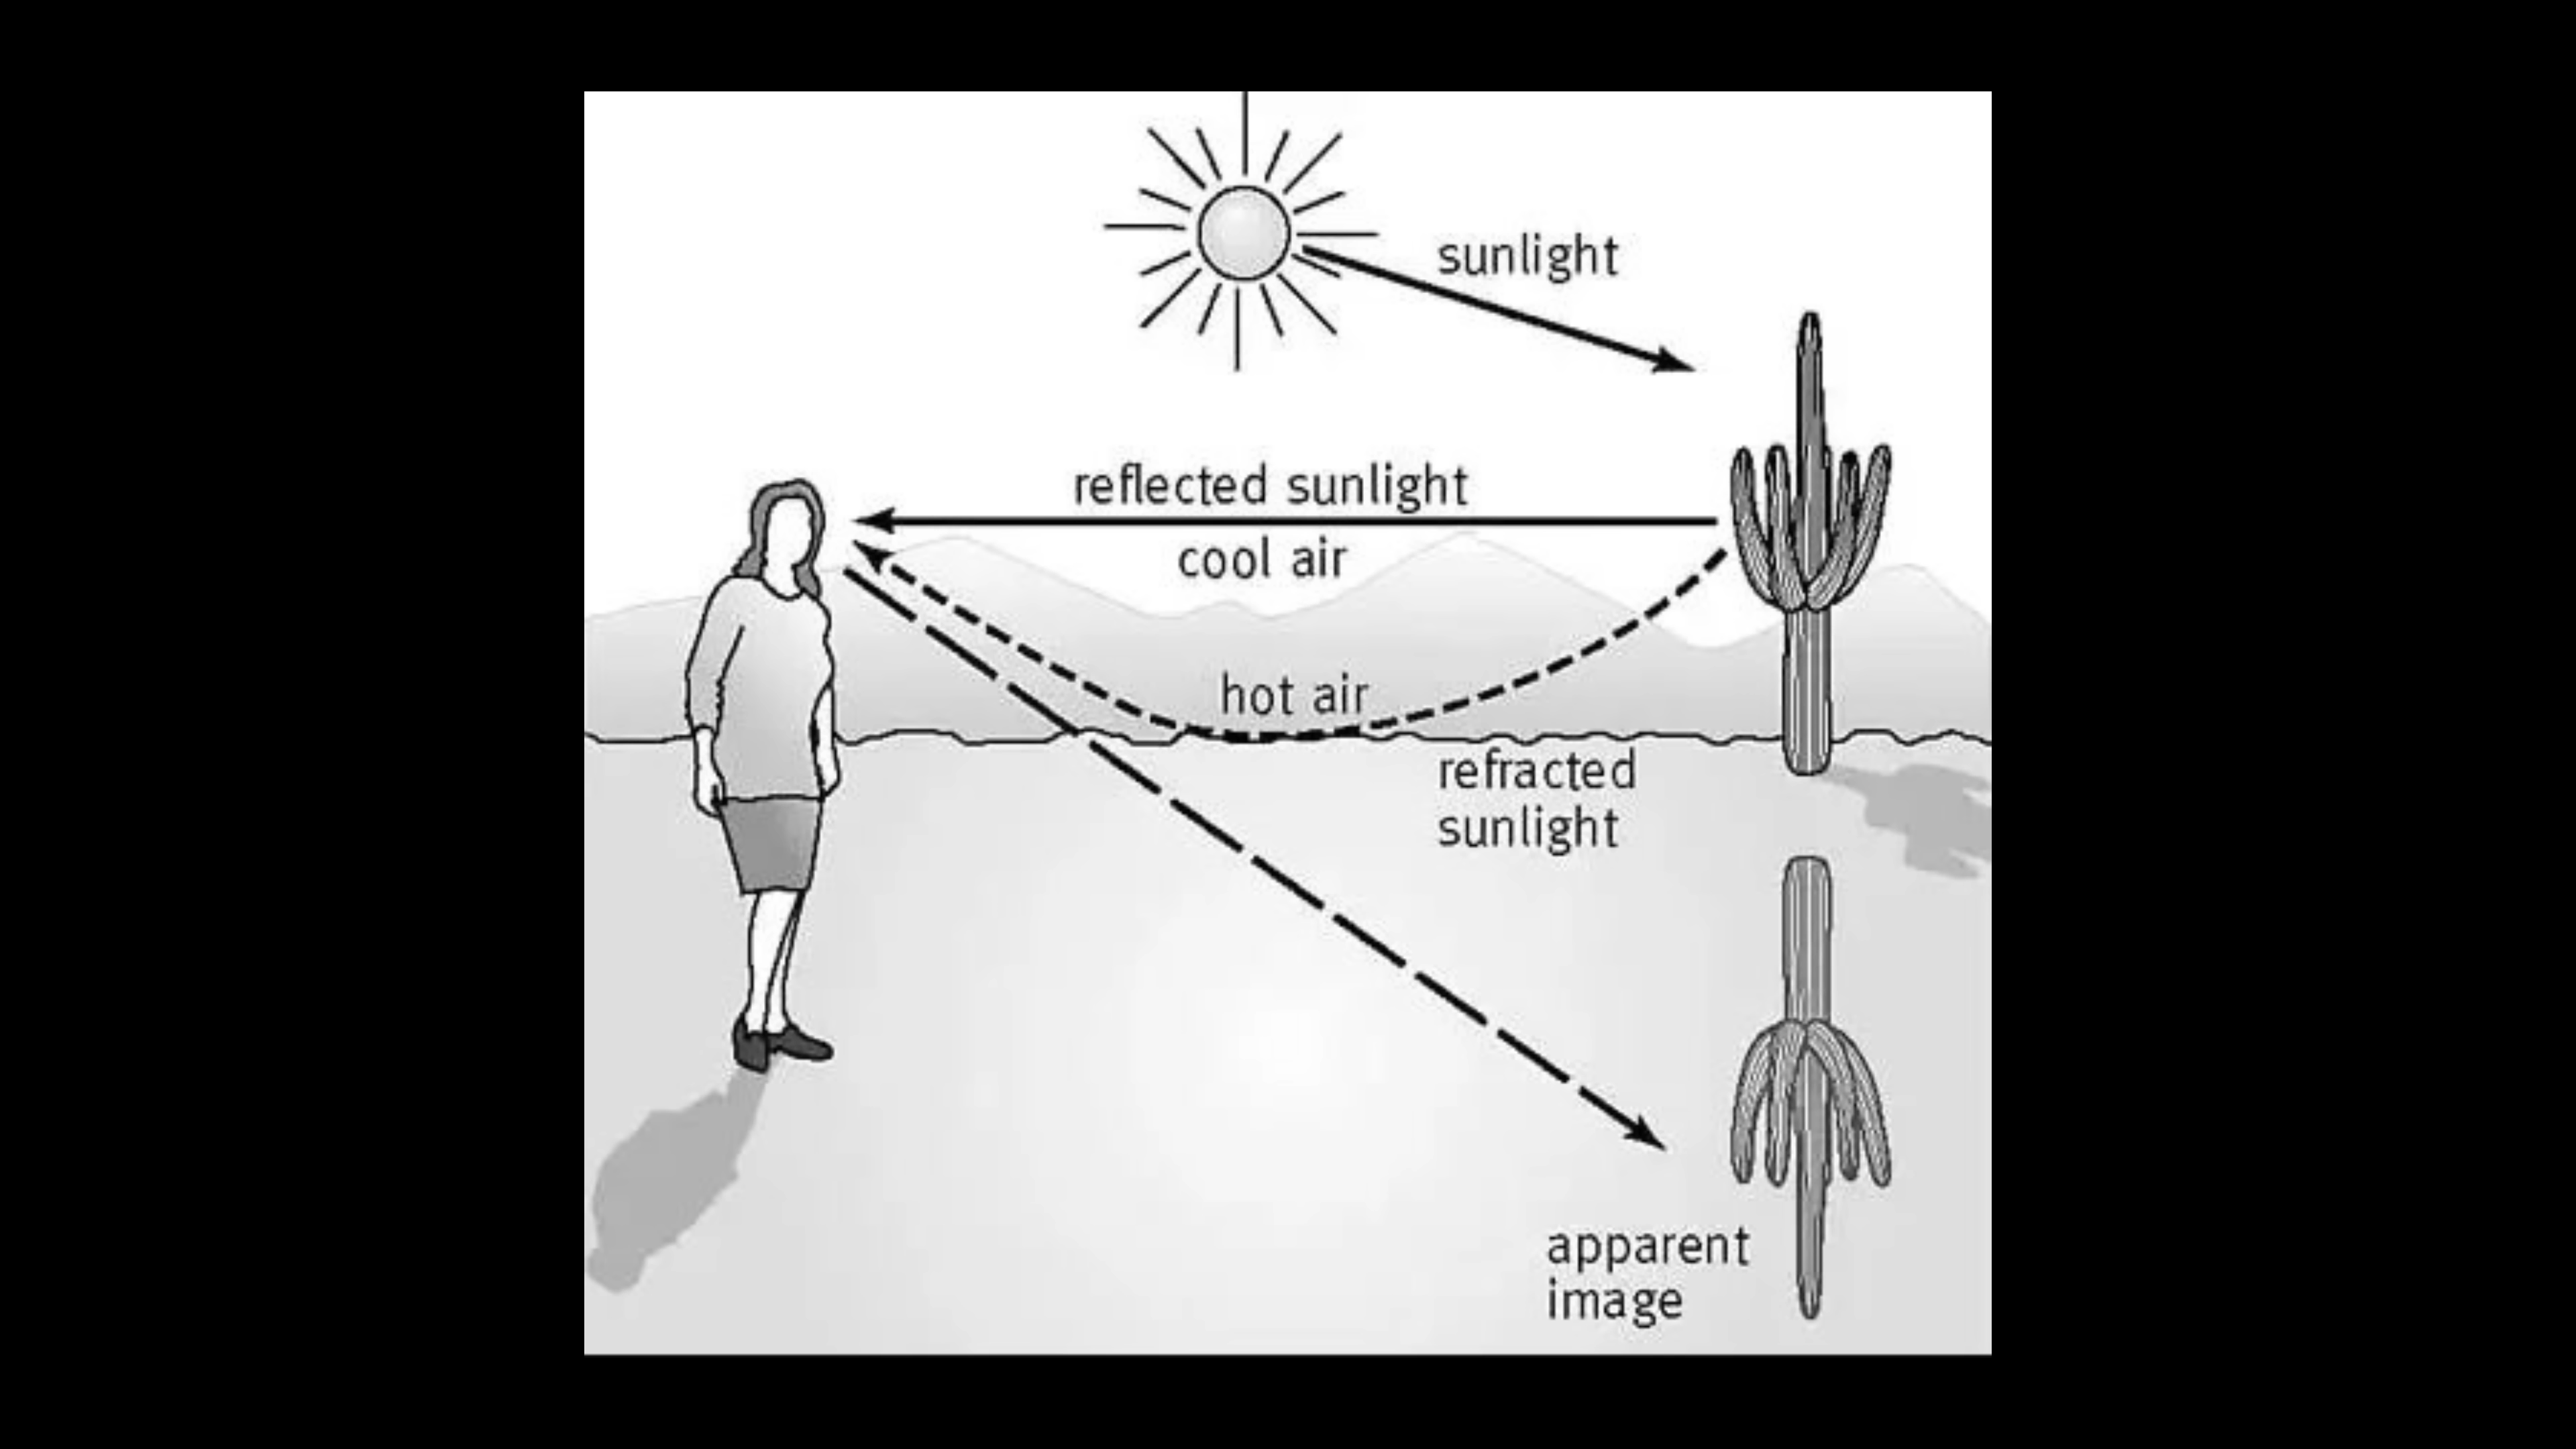 sunlight
reflected sunlight
cool air
hot air
refracted
sunlight
apparent
image